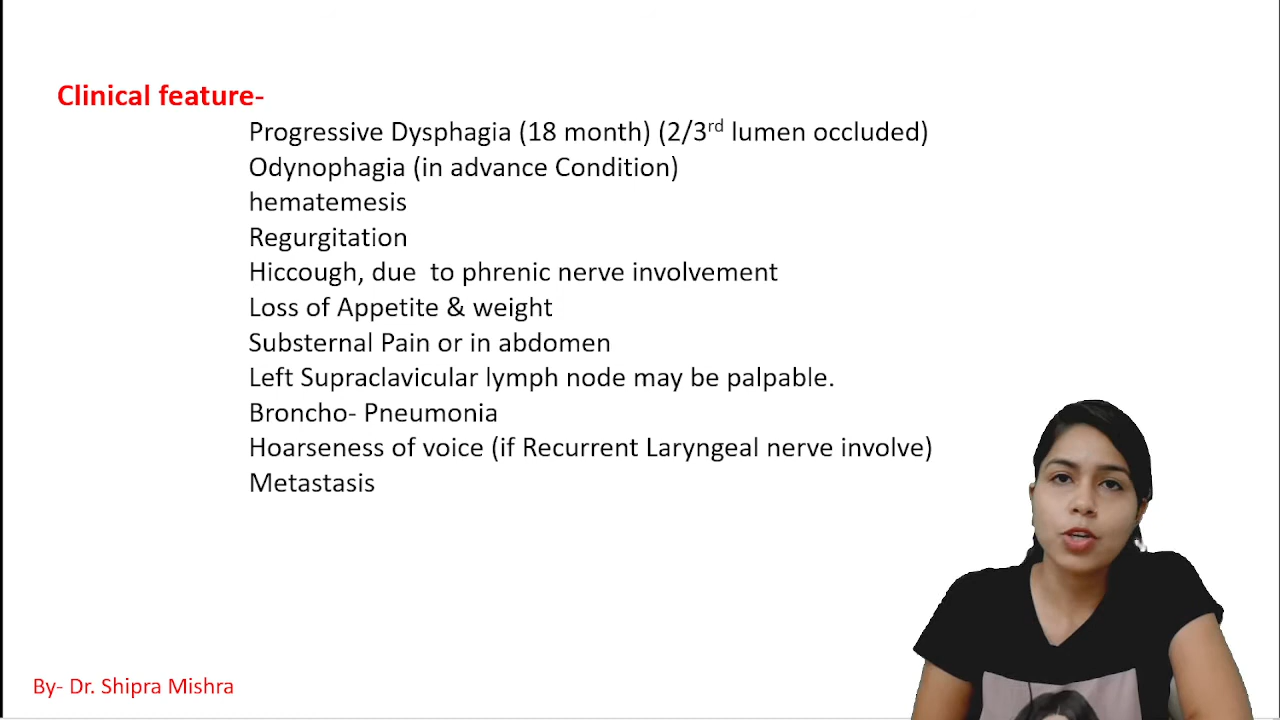 Clinical feature-
Progressive Dysphagia (18 month) (2/3rd lumen occluded)
Odynophagia (in advance Condition)
hematemesis
Regurgitation
Hiccough, due  to phrenic nerve involvement
Loss of Appetite & weight
Substernal Pain or in abdomen
Left Supraclavicular lymph node may be palpable.
Broncho- Pneumonia
Hoarseness of voice (if Recurrent Laryngeal nerve involve)
Metastasis
By- Dr. Shipra Mishra